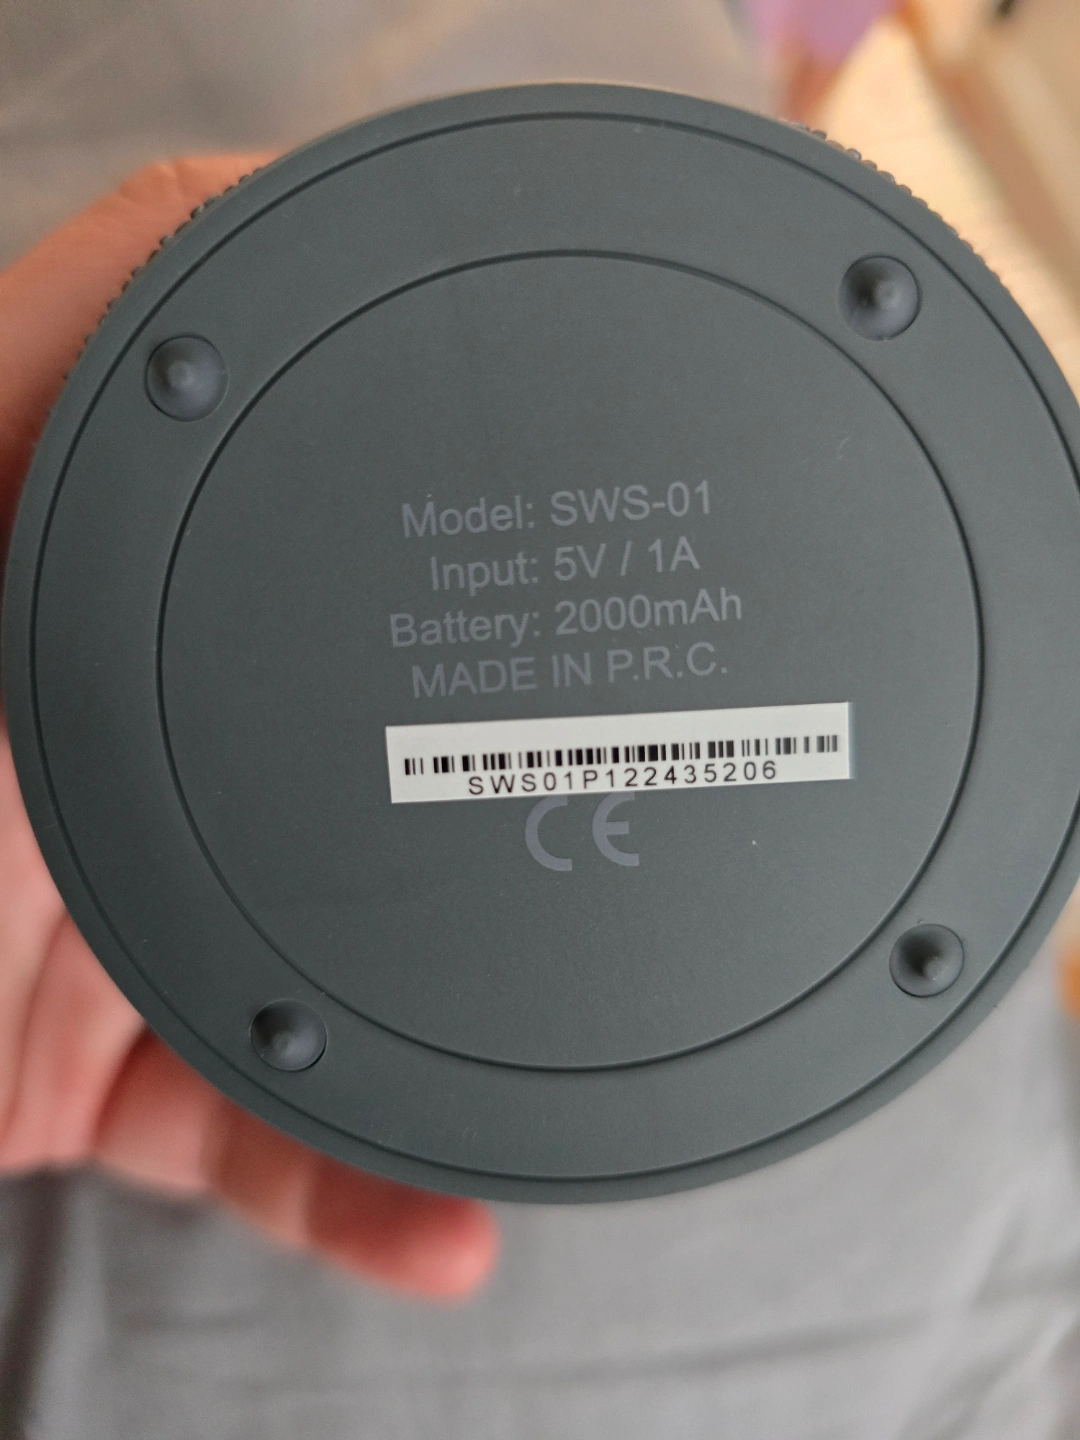 Model: SWS-01
Input: 5V / 1A
Battery: 2000mAh
MADE IN P.R.C.
SWS01P122435206
CE